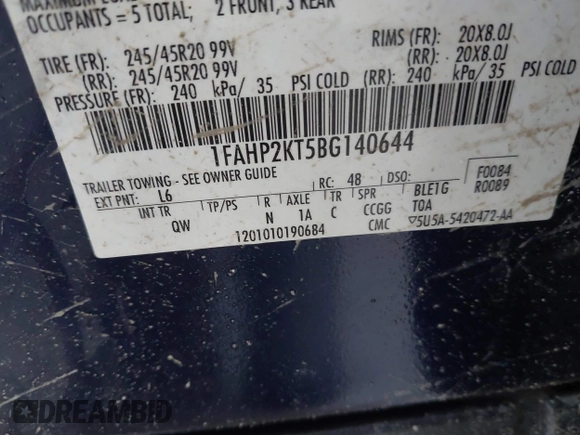 OCCUPANTS = 5 TOTAL; 2 FRONT, 3 REAR
TIRE (FR): 245/45R20 99V RIMS (FR): 20X8.0J
(RR): 245/45R20 99V (RR): 20X8.0J
PRESSURE (FR): 240 kPa/ 35 PSI COLD (RR): 240 kPa/35 PSI COLD
1FAHP2KT5BG140644
TRAILER TOWING - SEE OWNER GUIDE
EXT PNT: L6 RC: 48 DSO: F0084
INT TR TP/PS R AXLE TR SPR BLE1G R0089
QW N 1A C CCGG TOA
1201010190684 CMC ▽5U5A-5420472-AA
DREAMBID